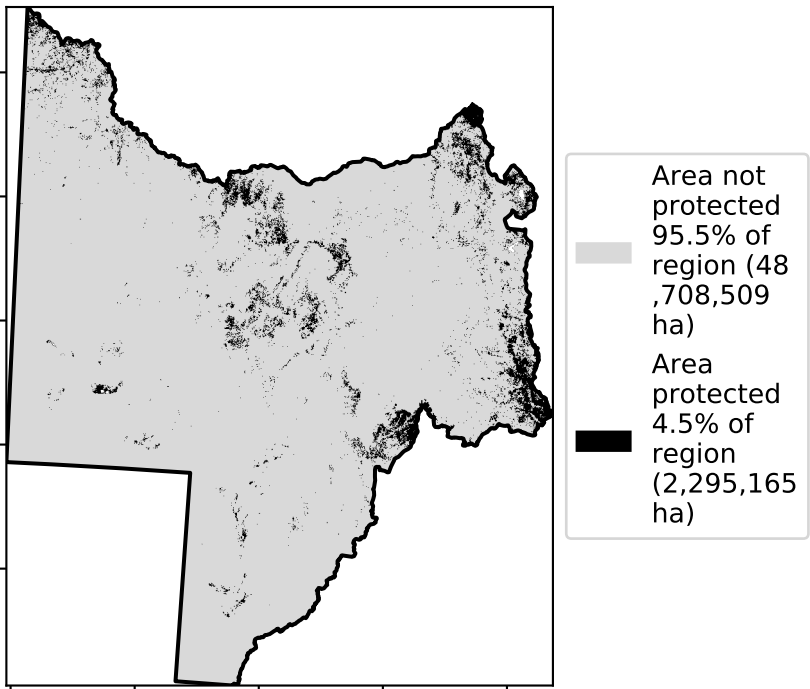 Area not
protected
95.5% of
region (48
,708,509
ha)
Area
protected
4.5% of
region
(2,295,165
ha)